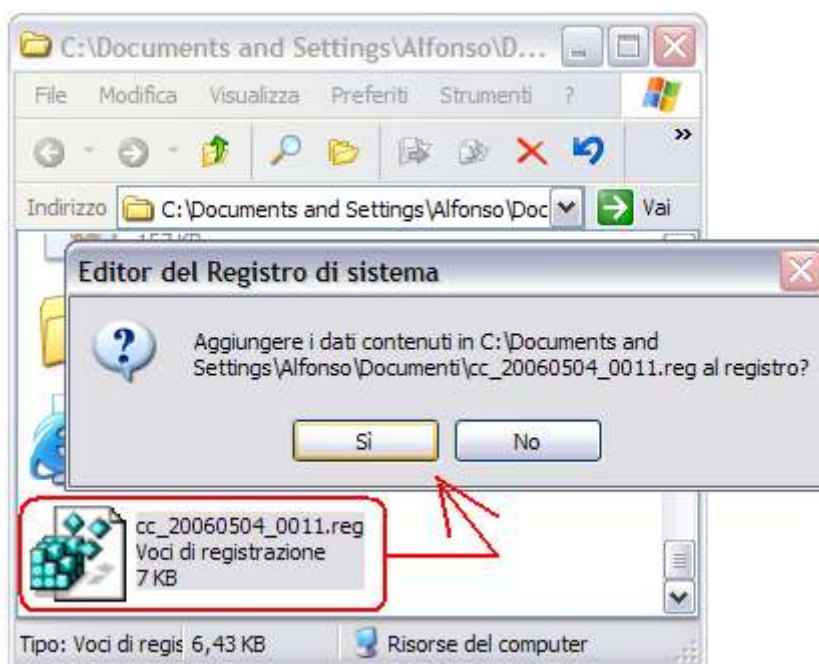 C:\Documents and Settings\Alfonso\D...
File Modifica Visualizza Preferiti Strumenti ?
»
Indirizzo C:\Documents and Settings\Alfonso\Doc Vai
157 KB
Editor del Registro di sistema
Aggiungere i dati contenuti in C:\Documents and
Settings\Alfonso\Documenti\cc_20060504_0011.reg al registro?
Sì No
cc_20060504_0011.reg
Voci di registrazione
7 KB
Tipo: Voci di regis 6,43 KB Risorse del computer